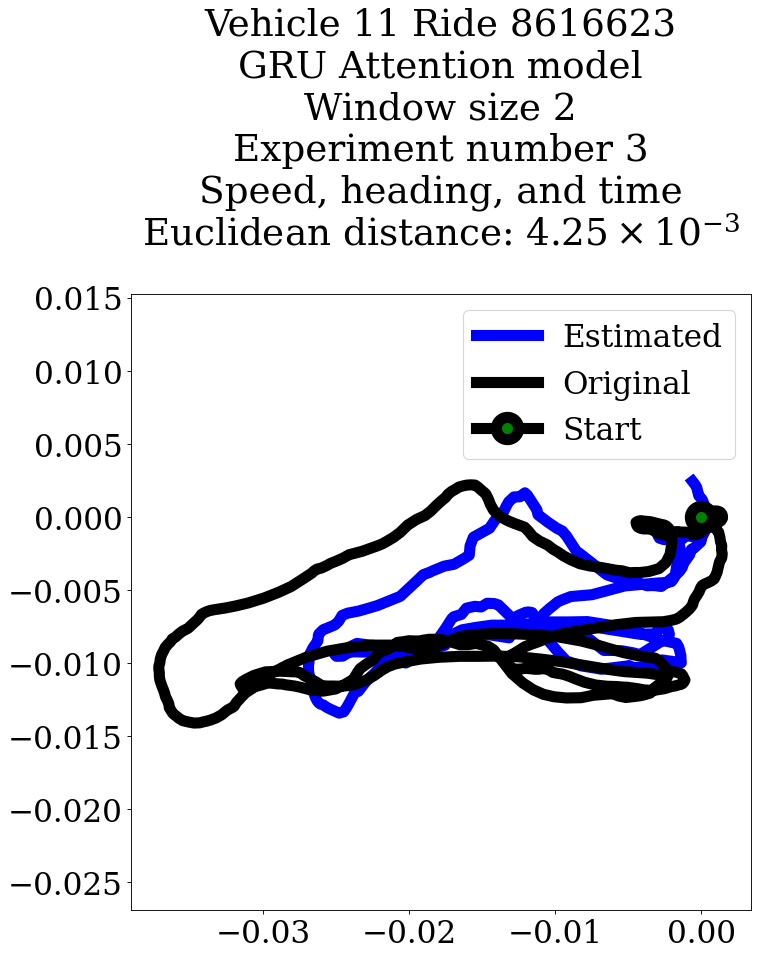 Vehicle 11 Ride 8616623
GRU Attention model
Window size 2
Experiment number 3
Speed, heading, and time
Euclidean distance: 4.25 × 10⁻³
0.015
0.010
0.005
0.000
−0.005
−0.010
−0.015
−0.020
−0.025
Estimated
Original
Start
−0.03
−0.02
−0.01
0.00